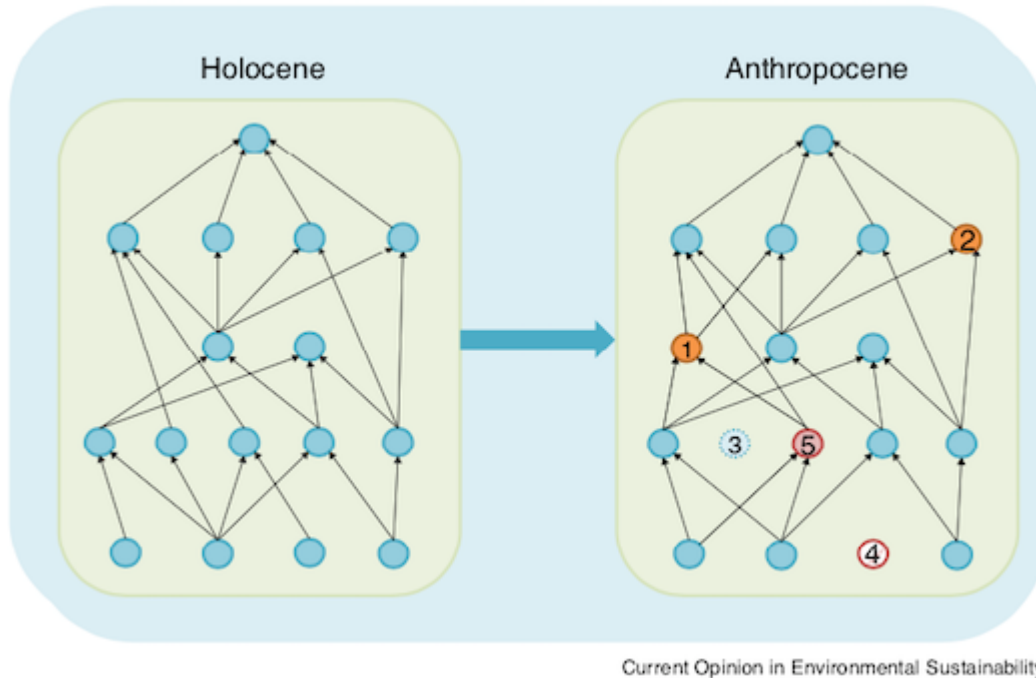 Holocene
Anthropocene
2
1
3
5
4
Current Opinion in Environmental Sustainability